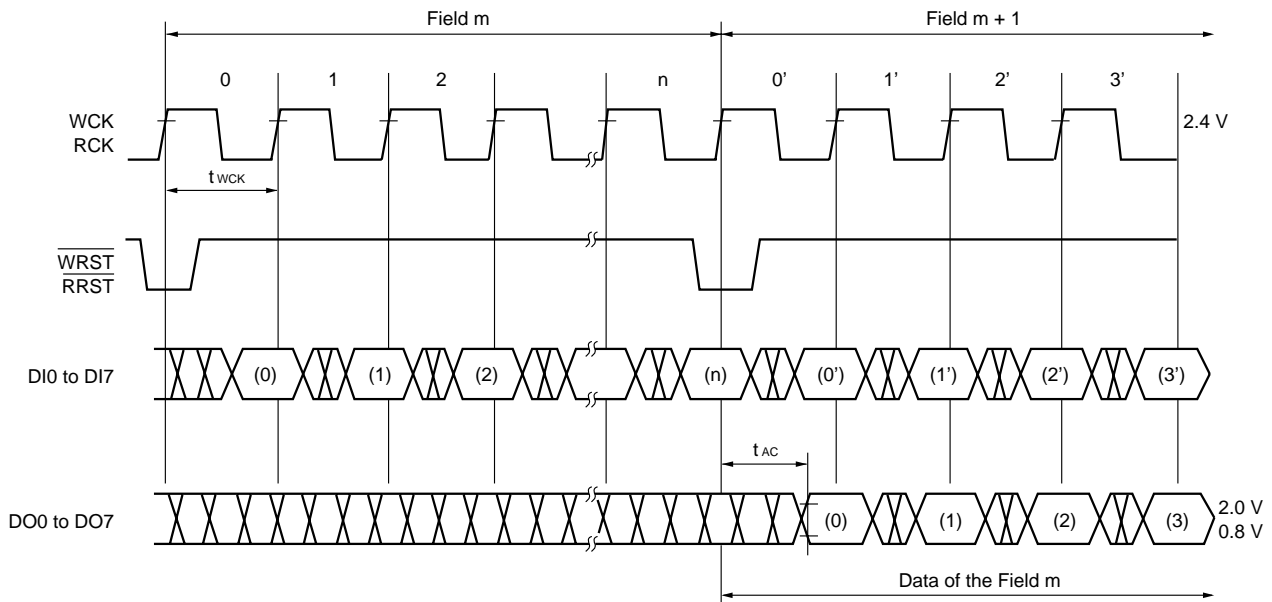 Field m Field m + 1
0 1 2 n 0' 1' 2' 3'
WCK
RCK
2.4 V
t WCK
WRST
RRST
DI0 to DI7 (0) (1) (2) (n) (0') (1') (2') (3')
t AC
DO0 to DO7 (0) (1) (2) (3)
2.0 V
0.8 V
Data of the Field m